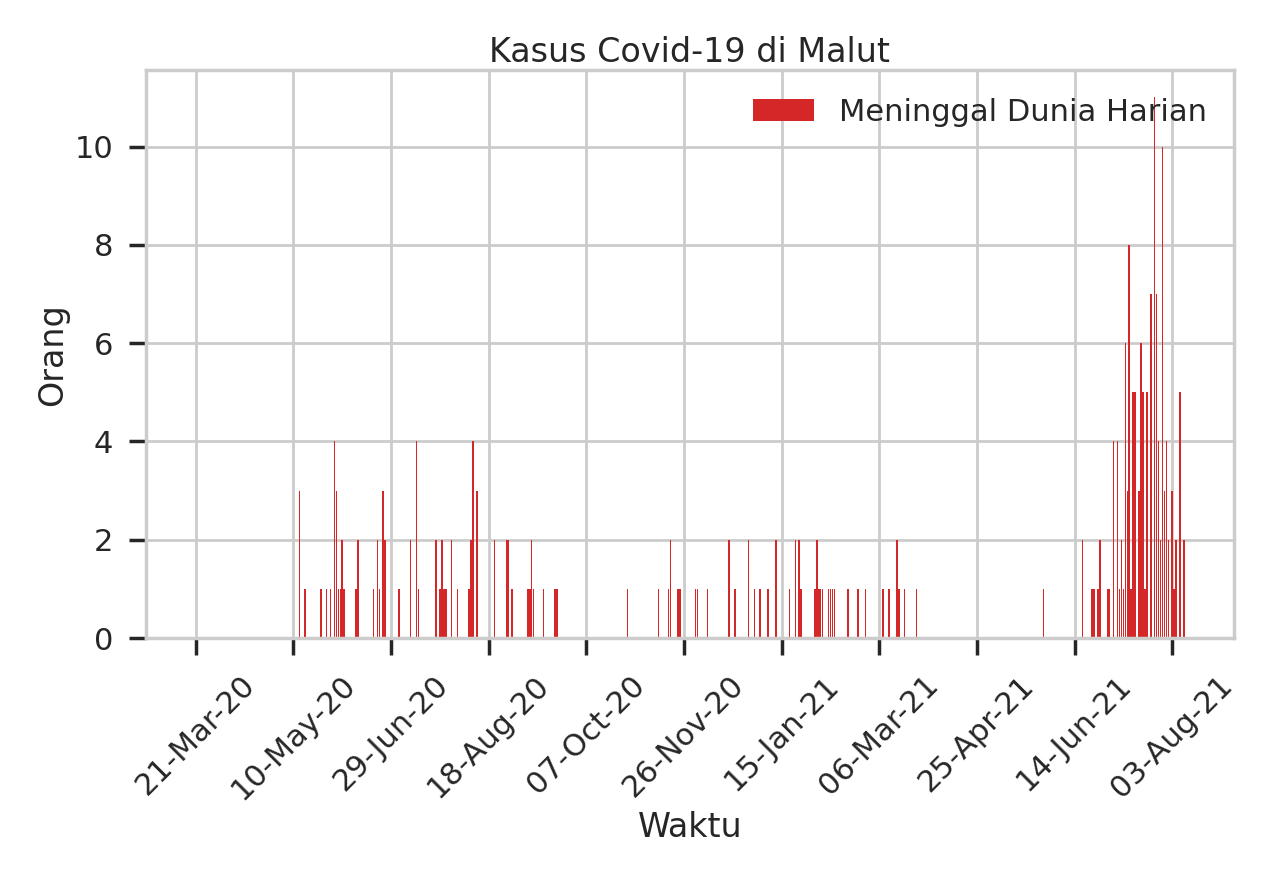 Kasus Covid-19 di Malut
Meninggal Dunia Harian
Orang
10
8
6
4
2
0
21-Mar-20
10-May-20
29-Jun-20
18-Aug-20
07-Oct-20
26-Nov-20
15-Jan-21
06-Mar-21
25-Apr-21
14-Jun-21
03-Aug-21
Waktu